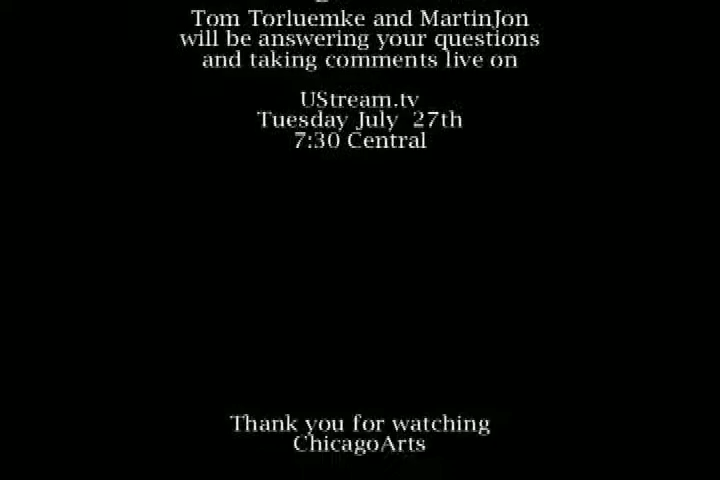 Tom Torluemke and MartinJon
will be answering your questions
and taking comments live on
UStream.tv
Tuesday July 27th
7:30 Central
Thank you for watching
ChicagoArts